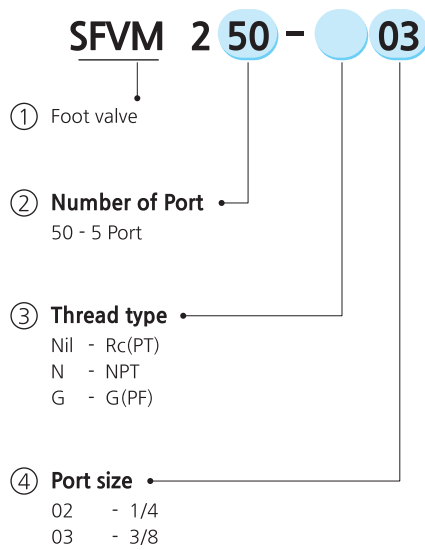 SFVM 2 50 - 03
① Foot valve
② Number of Port
50 - 5 Port
③ Thread type
Nil - Rc(PT)
N - NPT
G - G(PF)
④ Port size
02 - 1/4
03 - 3/8